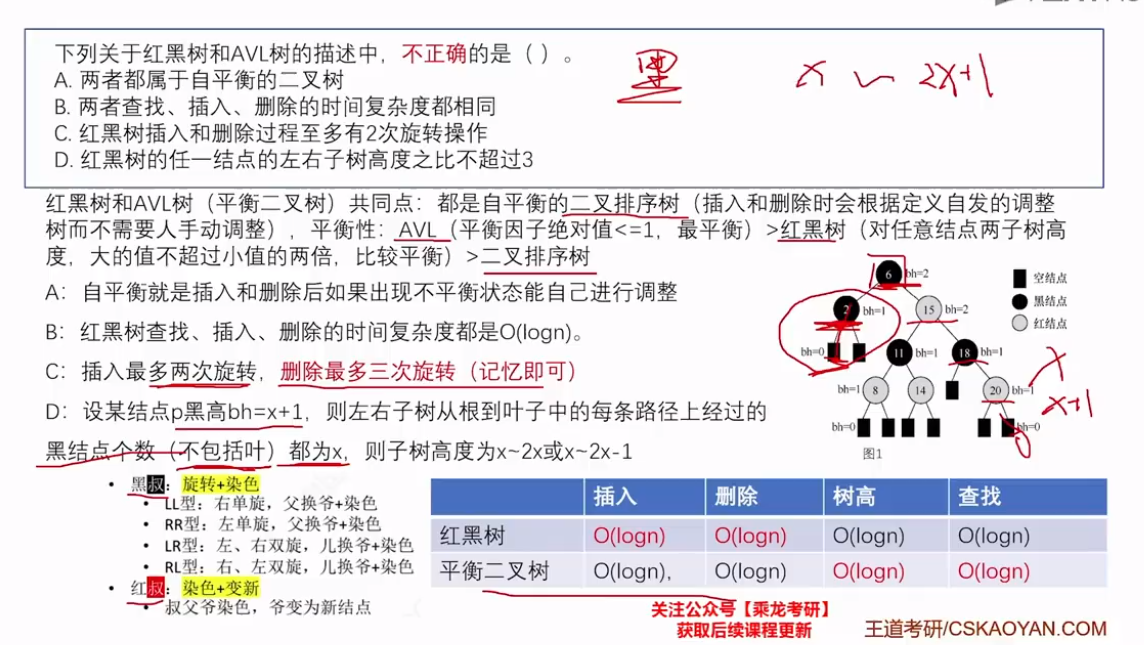 下列关于红黑树和AVL树的描述中，不正确的是（ ）。
A. 两者都属于自平衡的二叉树
B. 两者查找、插入、删除的时间复杂度都相同
C. 红黑树插入和删除过程至多有2次旋转操作
D. 红黑树的任一结点的左右子树高度之比不超过3
x ~ 2x+1
红黑树和AVL树（平衡二叉树）共同点：都是自平衡的二叉排序树（插入和删除时会根据定义自发的调整
树而不需要人手动调整），平衡性：AVL（平衡因子绝对值<=1，最平衡）>红黑树（对任意结点两子树高
度，大的值不超过小值的两倍，比较平衡）>二叉排序树
A：自平衡就是插入和删除后如果出现不平衡状态能自己进行调整
B：红黑树查找、插入、删除的时间复杂度都是O(logn)。
C：插入最多两次旋转，删除最多三次旋转（记忆即可）
D：设某结点p黑高bh=x+1，则左右子树从根到叶子中的每条路径上经过的
黑结点个数（不包括叶）都为x，则子树高度为x~2x或x~2x-1
6 bh=2
空结点
黑结点
红结点
2 bh=1
15 bh=2
bh=0
11 bh=1
18 bh=1
x
bh=1 8
14
20 bh=1
x+1
bh=0
bh=0
图1
• 黑叔：旋转+染色
• LL型：右单旋，父换爷+染色
• RR型：左单旋，父换爷+染色
• LR型：左、右双旋，儿换爷+染色
• RL型：右、左双旋，儿换爷+染色
• 红叔：染色+变新
• 叔父爷染色，爷变为新结点
插入 删除 树高 查找
红黑树 O(logn) O(logn) O(logn) O(logn)
平衡二叉树 O(logn), O(logn) O(logn) O(logn)
关注公众号【乘龙考研】
获取后续课程更新
王道考研/CSKAOYAN.COM